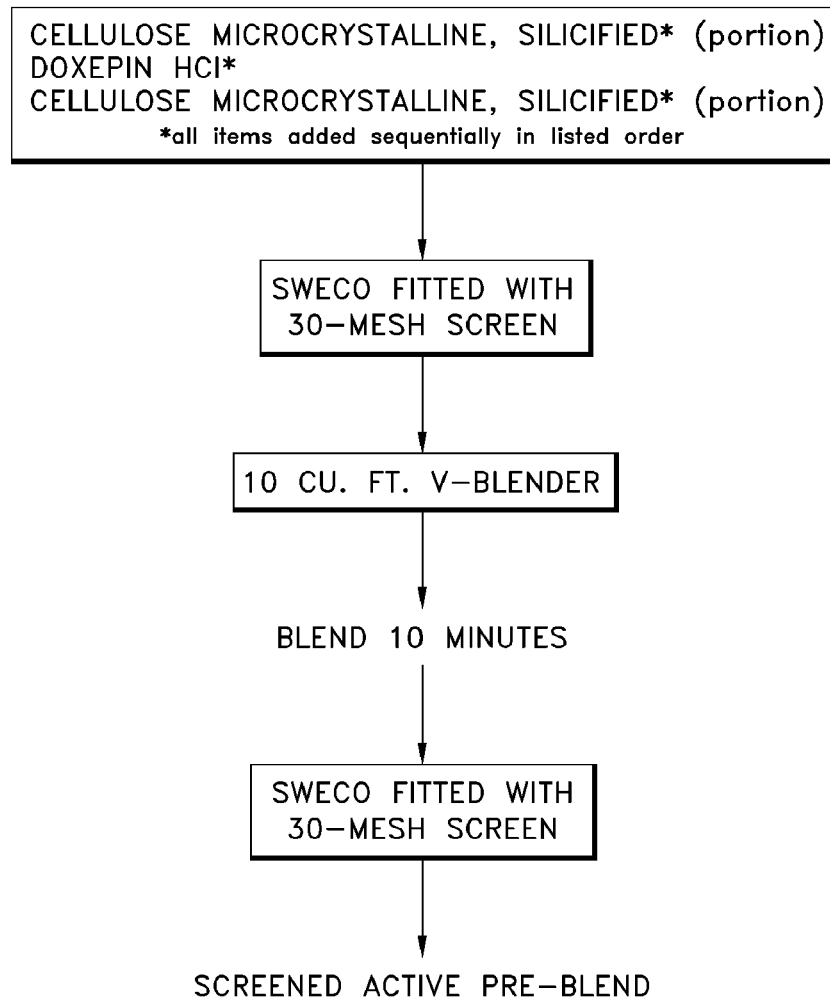 CELLULOSE MICROCRYSTALLINE, SILICIFIED* (portion)
DOXEPIN HCl*
CELLULOSE MICROCRYSTALLINE, SILICIFIED* (portion)
*all items added sequentially in listed order
SWECO FITTED WITH
30-MESH SCREEN
10 CU. FT. V-BLENDER
BLEND 10 MINUTES
SWECO FITTED WITH
30-MESH SCREEN
SCREENED ACTIVE PRE-BLEND